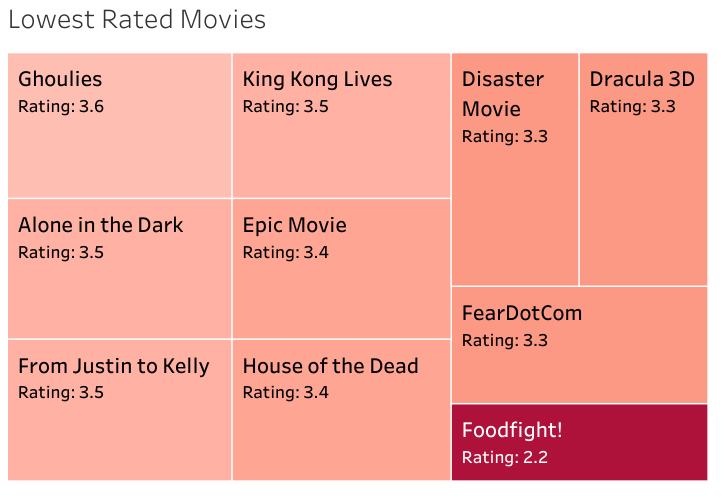 Lowest Rated Movies
Ghoulies
Rating: 3.6
King Kong Lives
Rating: 3.5
Disaster
Movie
Rating: 3.3
Dracula 3D
Rating: 3.3
Alone in the Dark
Rating: 3.5
Epic Movie
Rating: 3.4
FearDotCom
Rating: 3.3
From Justin to Kelly
Rating: 3.5
House of the Dead
Rating: 3.4
Foodfight!
Rating: 2.2